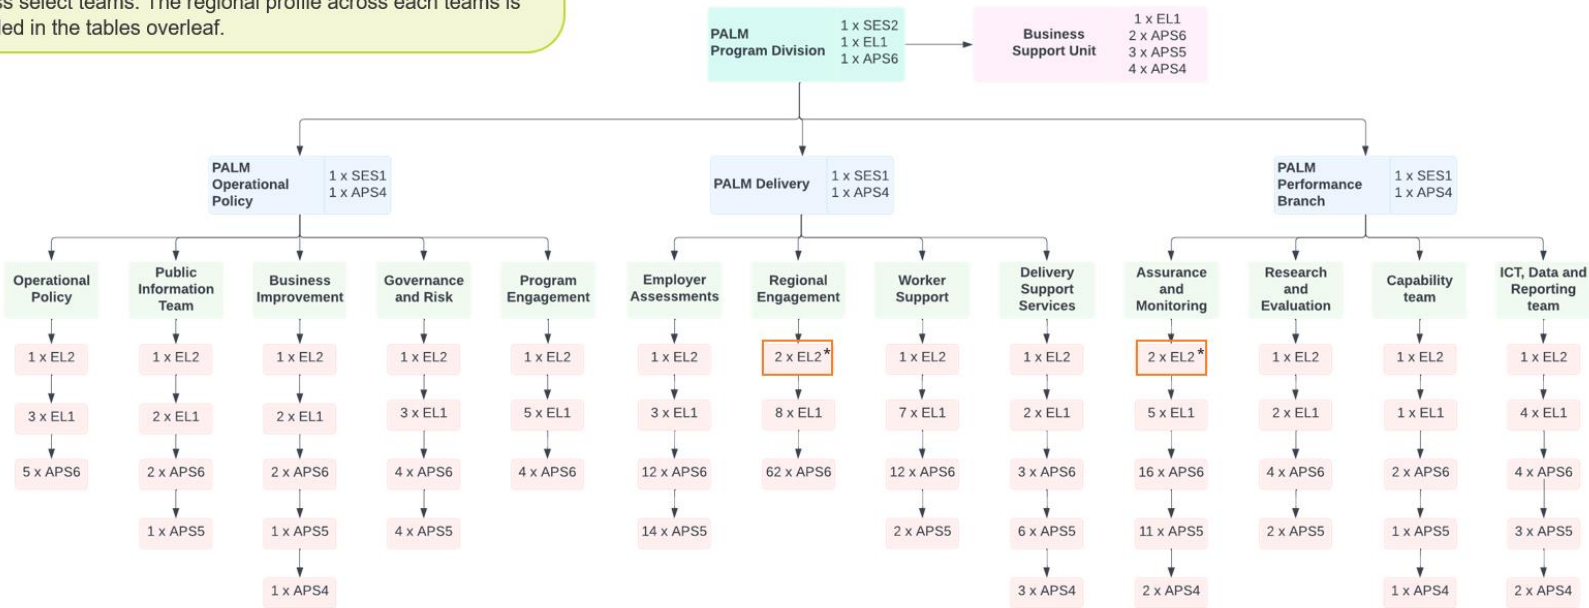 ss select teams. The regional profile across each teams is
led in the tables overleaf.
PALM
Program Division
1 x SES2
1 x EL1
1 x APS6
Business
Support Unit
1 x EL1
2 x APS6
3 x APS5
4 x APS4
PALM
Operational
Policy
1 x SES1
1 x APS4
PALM Delivery
1 x SES1
1 x APS4
PALM
Performance
Branch
1 x SES1
1 x APS4
Operational
Policy
1 x EL2
3 x EL1
5 x APS6
Public
Information
Team
1 x EL2
2 x EL1
2 x APS6
1 x APS5
Business
Improvement
1 x EL2
2 x EL1
2 x APS6
1 x APS5
1 x APS4
Governance
and Risk
1 x EL2
3 x EL1
4 x APS6
4 x APS5
Program
Engagement
1 x EL2
5 x EL1
4 x APS6
Employer
Assessments
1 x EL2
3 x EL1
12 x APS6
14 x APS5
Regional
Engagement
2 x EL2*
8 x EL1
62 x APS6
Worker
Support
1 x EL2
7 x EL1
12 x APS6
2 x APS5
Delivery
Support
Services
1 x EL2
2 x EL1
3 x APS6
6 x APS5
3 x APS4
Assurance
and
Monitoring
2 x EL2*
5 x EL1
16 x APS6
11 x APS5
2 x APS4
Research
and
Evaluation
1 x EL2
2 x EL1
4 x APS6
2 x APS5
Capability
team
1 x EL2
1 x EL1
2 x APS6
1 x APS5
1 x APS4
ICT, Data and
Reporting
team
1 x EL2
4 x EL1
4 x APS6
3 x APS5
2 x APS4